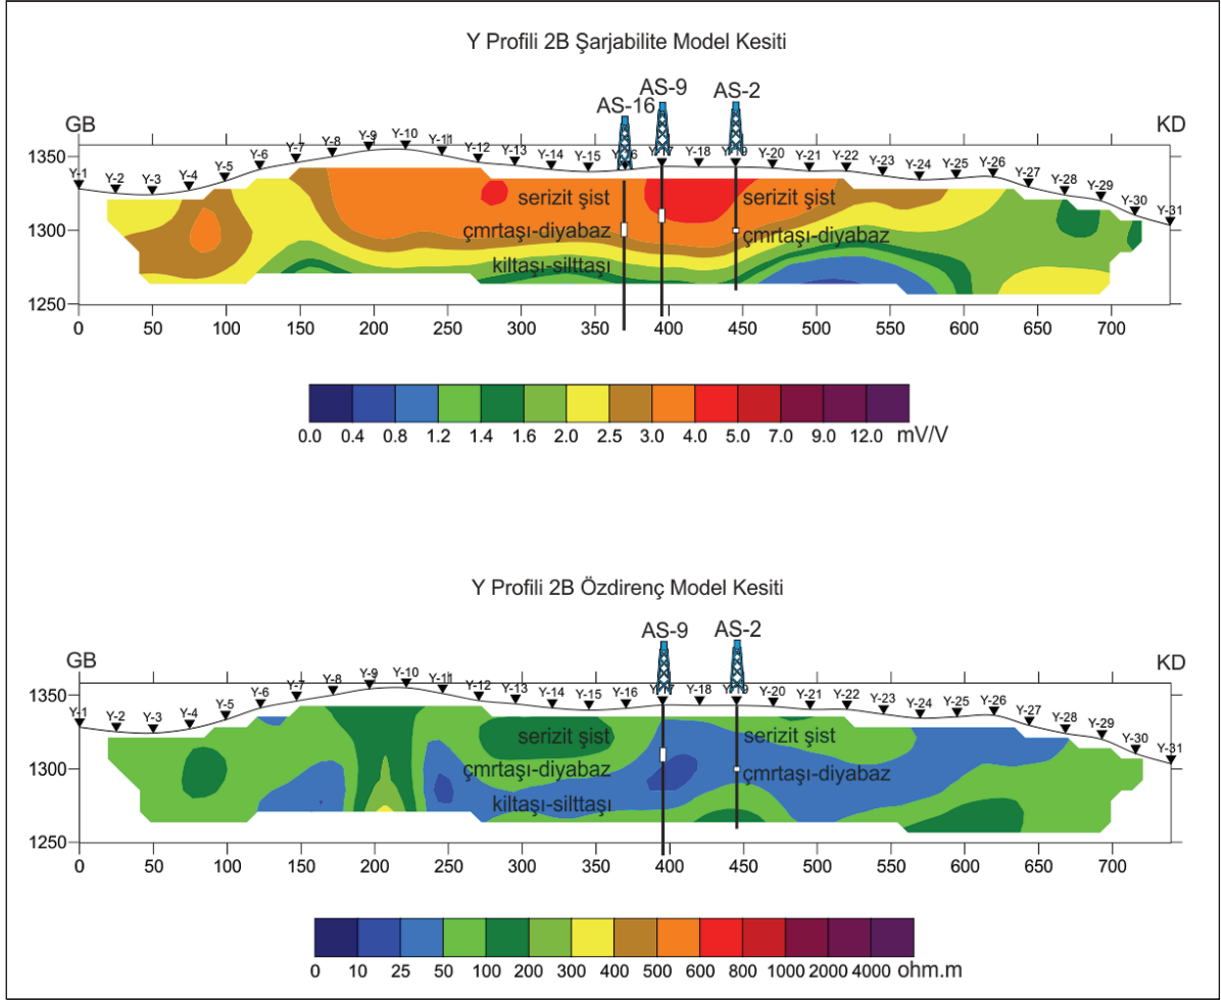 Y Profili 2B Şarjabilite Model Kesiti
AS-16 AS-9 AS-2
GB KD
Y-1 Y-2 Y-3 Y-4 Y-5 Y-6 Y-7 Y-8 Y-9 Y-10 Y-11 Y-12 Y-13 Y-14 Y-15 Y-18 Y-20 Y-21 Y-22 Y-23 Y-24 Y-25 Y-26 Y-27 Y-28 Y-29 Y-30 Y-31
1350
1300
1250
serizit şist serizit şist
çmrtaşı-diyabaz çmrtaşı-diyabaz
kiltaşı-silttaşı
0 50 100 150 200 250 300 350 400 450 500 550 600 650 700
0.0 0.4 0.8 1.2 1.4 1.6 2.0 2.5 3.0 4.0 5.0 7.0 9.0 12.0 mV/V
Y Profili 2B Özdirenç Model Kesiti
AS-9 AS-2
GB KD
Y-1 Y-2 Y-3 Y-4 Y-5 Y-6 Y-7 Y-8 Y-9 Y-10 Y-11 Y-12 Y-13 Y-14 Y-15 Y-16 Y-18 Y-20 Y-21 Y-22 Y-23 Y-24 Y-25 Y-26 Y-27 Y-28 Y-29 Y-30 Y-31
1350
1300
1250
serizit şist serizit şist
çmrtaşı-diyabaz çmrtaşı-diyabaz
kiltaşı-silttaşı
0 50 100 150 200 250 300 350 400 450 500 550 600 650 700
0 10 25 50 100 200 300 400 500 600 800 1000 2000 4000 ohm.m